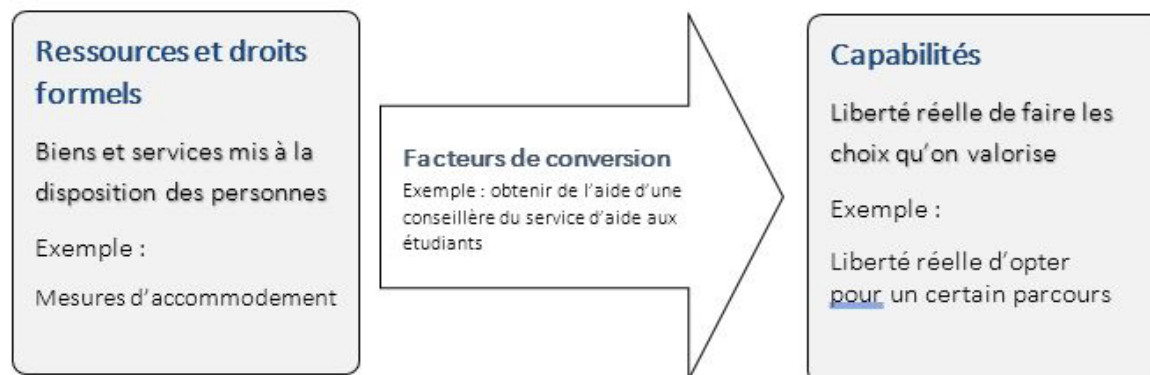 Ressources et droits
formels
Biens et services mis à la
disposition des personnes
Exemple :
Mesures d'accommodement
Facteurs de conversion
Exemple : obtenir de l'aide d'une
conseillère du service d'aide aux
étudiants
Capabilités
Liberté réelle de faire les
choix qu'on valorise
Exemple :
Liberté réelle d'opter
pour un certain parcours